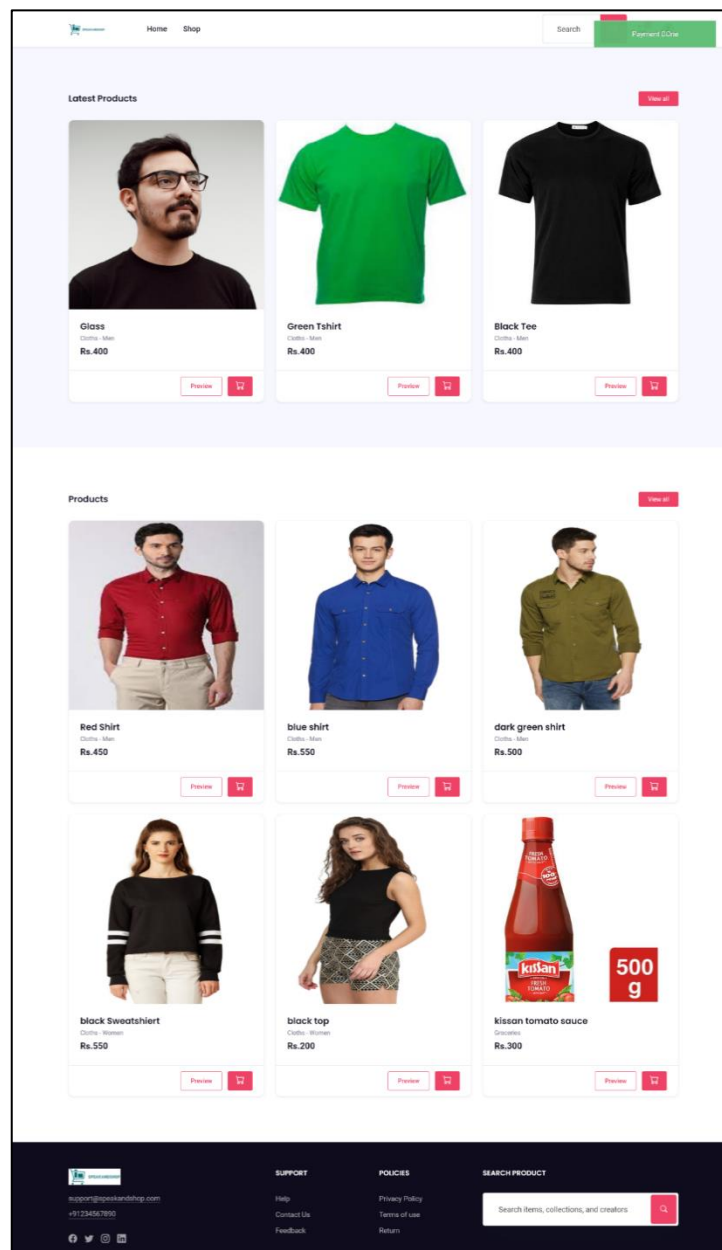 Home Shop Search
Payment DOne
Latest Products View all
Glass Green Tshirt Black Tee
Cloths - Men Cloths - Men Cloths - Men
Rs.400 Rs.400 Rs.400
Preview Preview Preview
Products View all
Red Shirt blue shirt dark green shirt
Cloths - Men Cloths - Men Cloths - Men
Rs.450 Rs.550 Rs.500
Preview Preview Preview
FRESH
TOMATO
kissan
FRESH
TOMATO
500
g
black Sweatshiert black top kissan tomato sauce
Cloths - Women Cloths - Women Groceries
Rs.550 Rs.200 Rs.300
Preview Preview Preview
SPEAKANDSHOP SUPPORT POLICIES SEARCH PRODUCT
support@speakandshop.com Help Privacy Policy
+91234567890 Contact Us Terms of use Search items, collections, and creators
Feedback Return